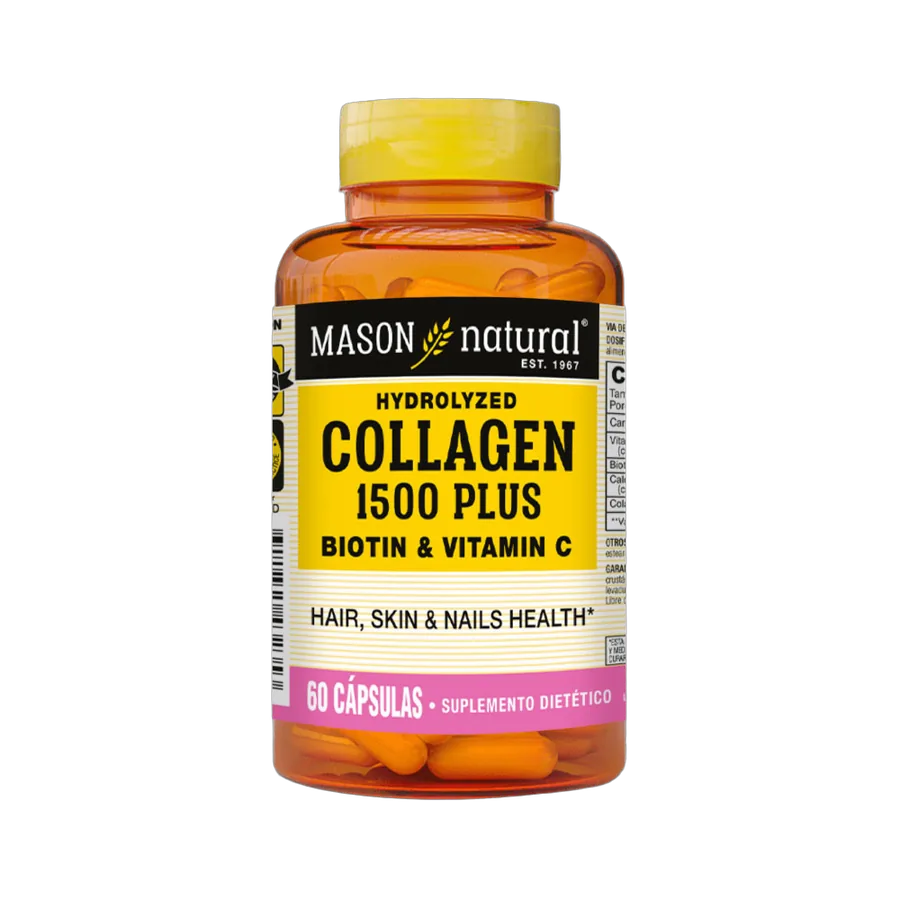 MASON natural®
EST. 1967
HYDROLYZED
COLLAGEN
1500 PLUS
BIOTIN & VITAMIN C
HAIR, SKIN & NAILS HEALTH*
60 CÁPSULAS • SUPLEMENTO DIETÉTICO